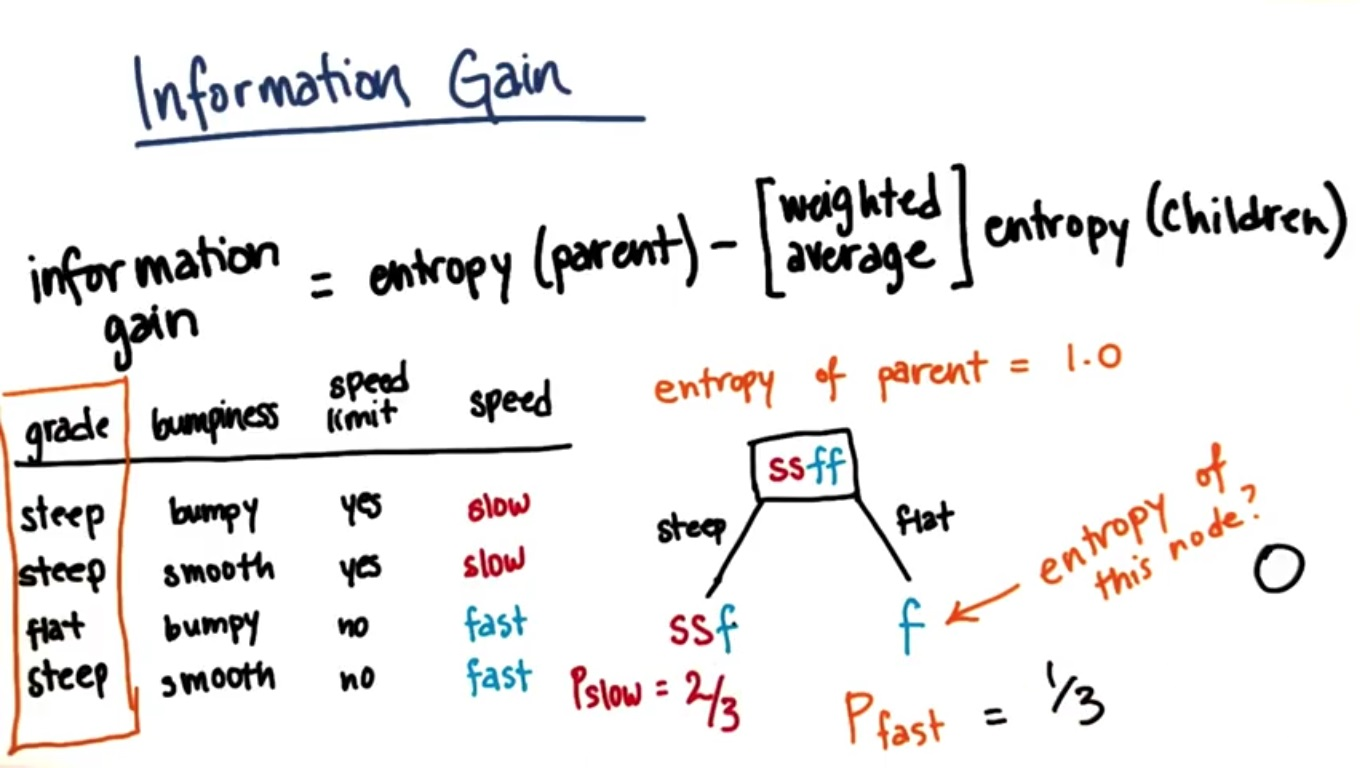 Information Gain
information gain = entropy (parent) - [weighted average] entropy (children)
entropy of parent = 1.0
grade bumpiness speed limit speed
steep bumpy yes slow
steep smooth yes slow
flat bumpy no fast
steep smooth no fast
ssff
steep flat
ssf f
entropy of this node?
0
Pslow = 2/3
Pfast = 1/3